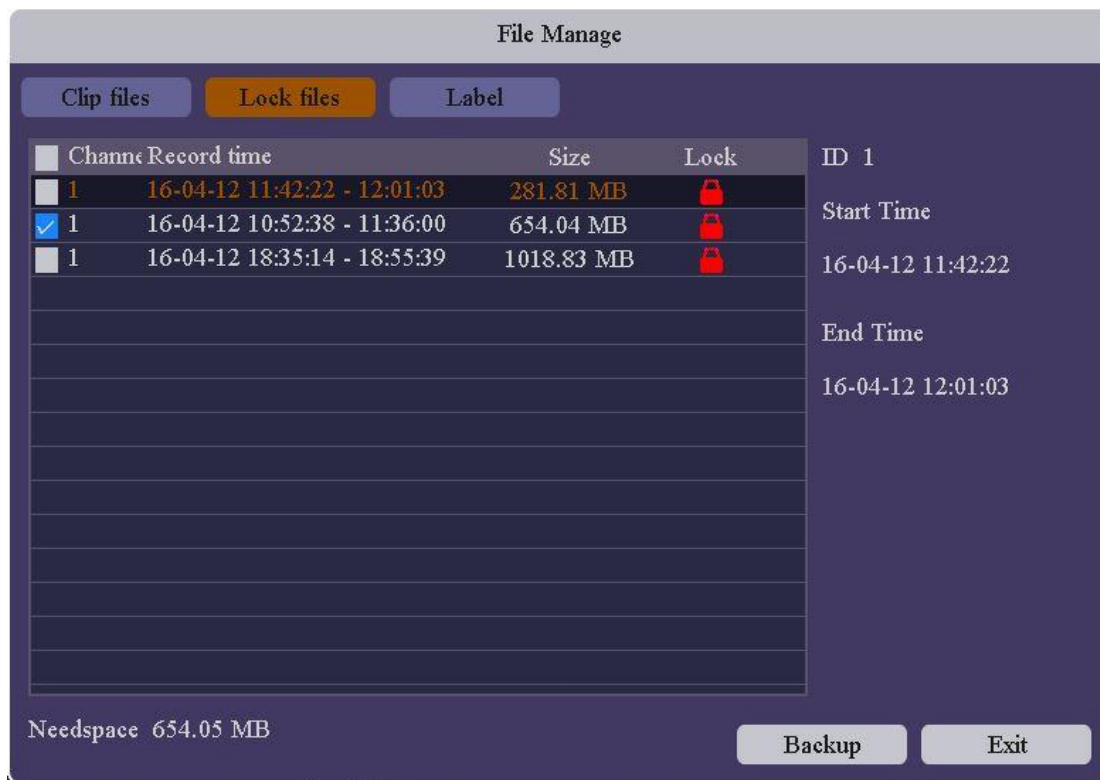 File Manage
Clip files Lock files Label
Channe Record time Size Lock
1 16-04-12 11:42:22 - 12:01:03 281.81 MB
1 16-04-12 10:52:38 - 11:36:00 654.04 MB
1 16-04-12 18:35:14 - 18:55:39 1018.83 MB
ID 1
Start Time
16-04-12 11:42:22
End Time
16-04-12 12:01:03
Needspace 654.05 MB
Backup Exit